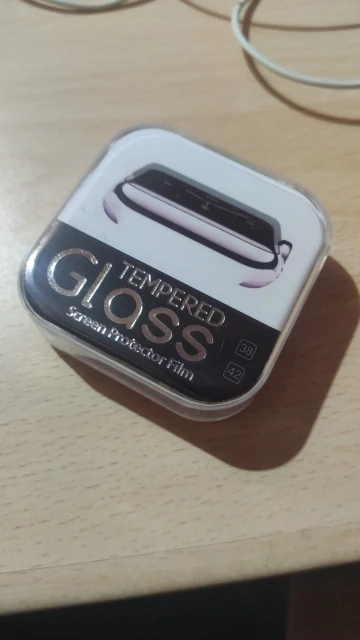 TEMPERED
Glass
Screen Protector Film
38
42